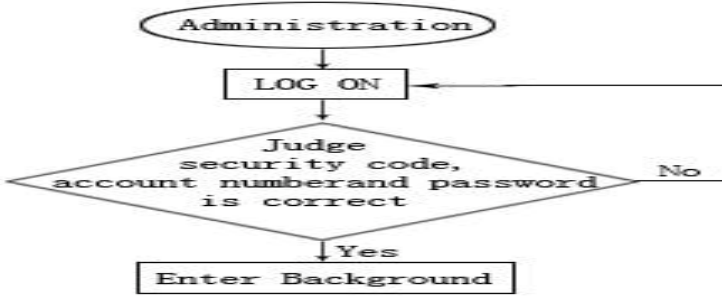 Administration
LOG ON
Judge
security code,
account numberand password
is correct
No
Yes
Enter Background